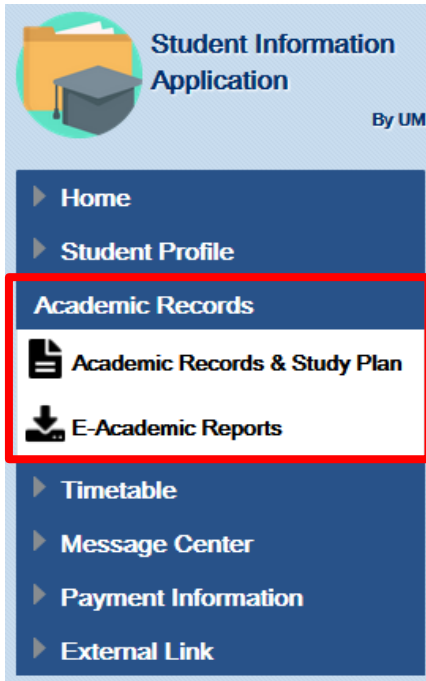 Student Information
Application
By UM
Home
Student Profile
Academic Records
Academic Records & Study Plan
E-Academic Reports
Timetable
Message Center
Payment Information
External Link